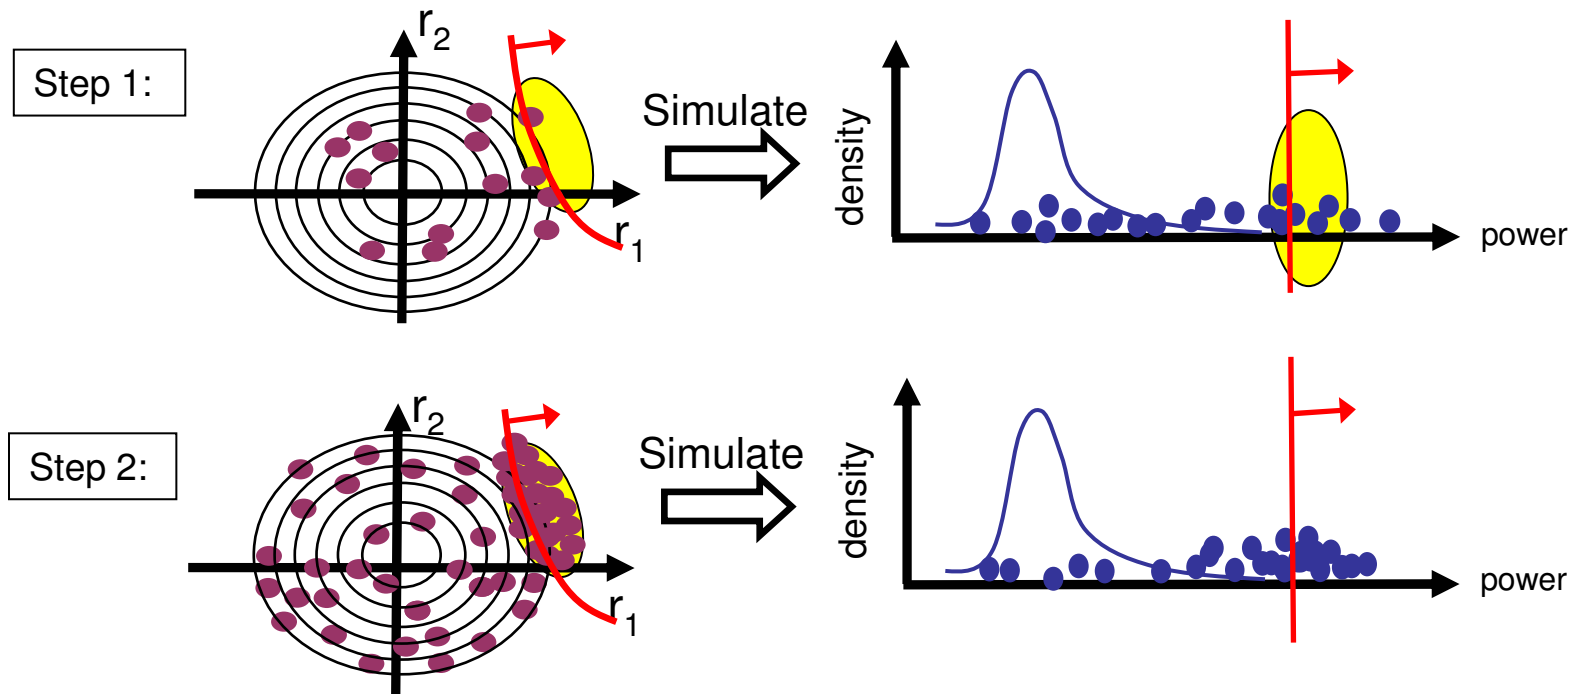 Step 1:
r2
r1
Simulate
density
power
Step 2:
r2
r1
Simulate
density
power